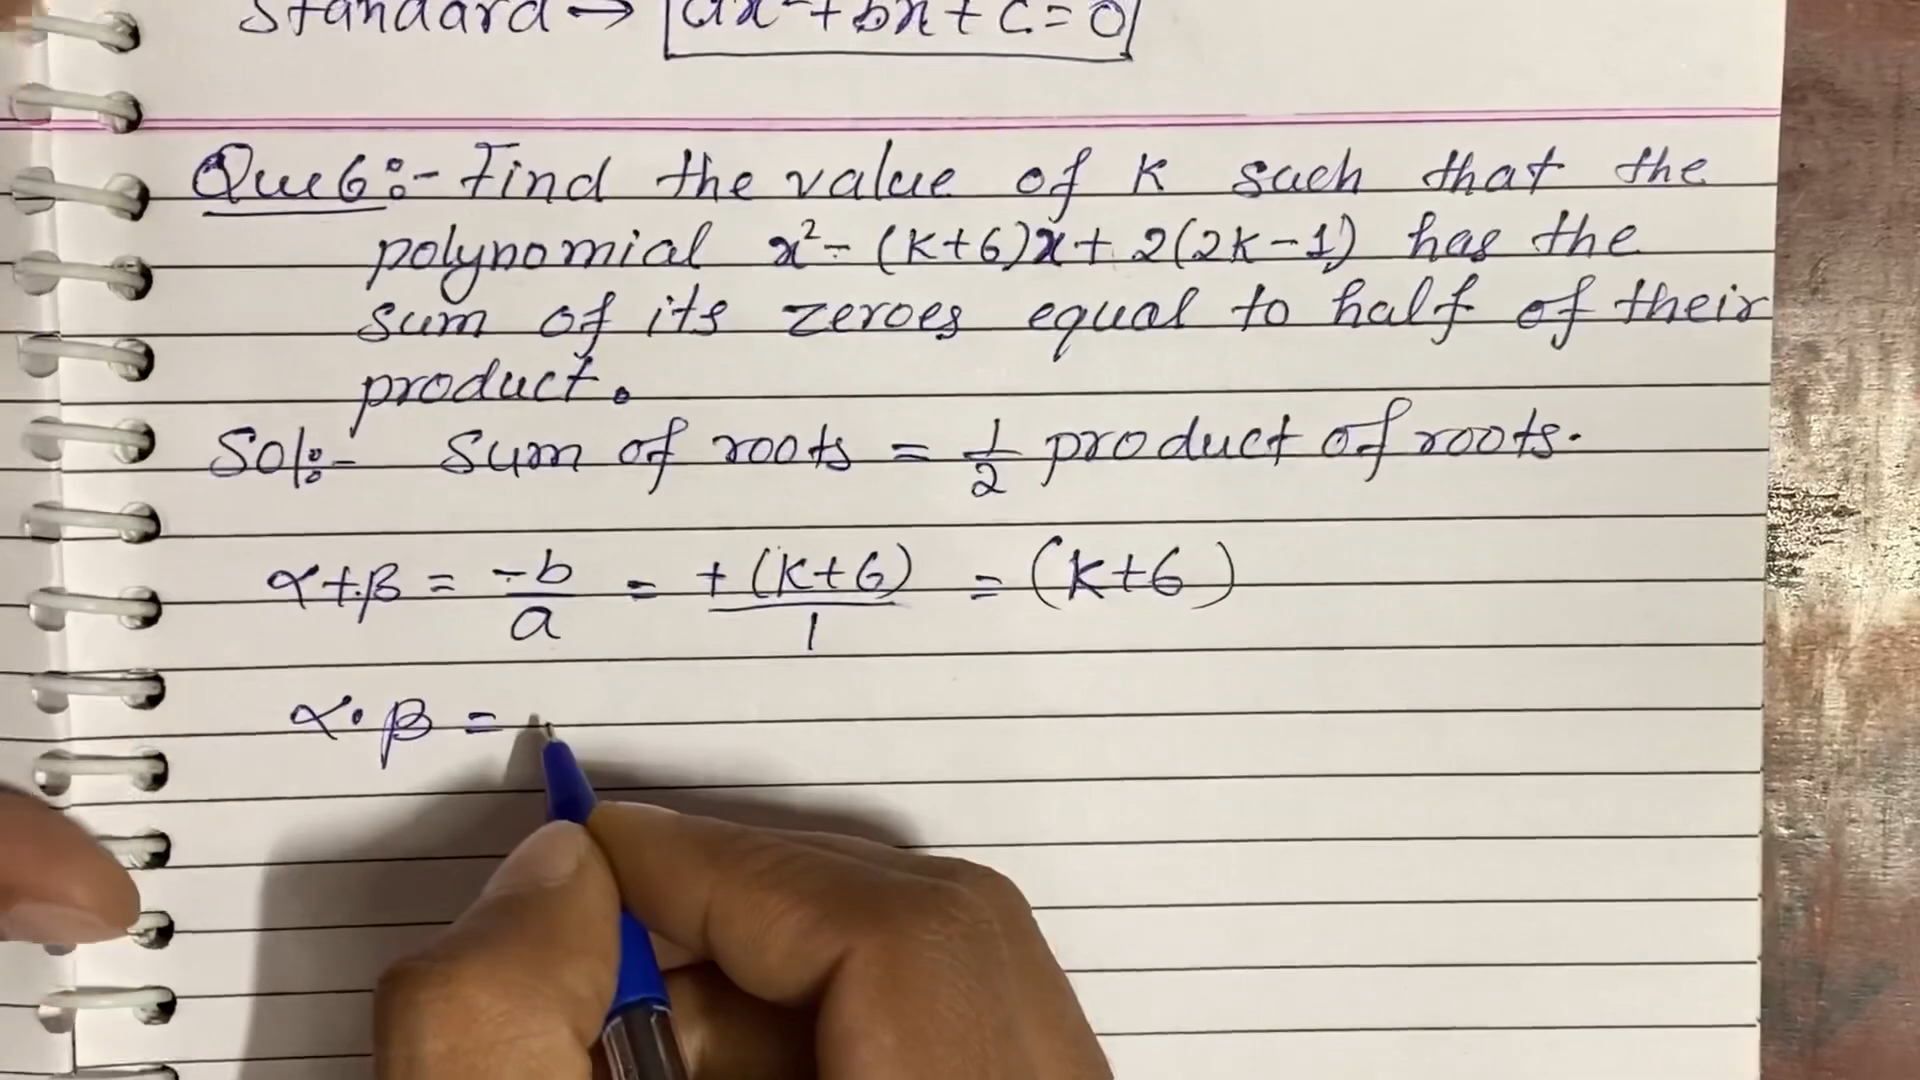 Standard → ax²+bx+c=0
Que6:- Find the value of K such that the
polynomial x²-(K+6)x+2(2K-1) has the
sum of its zeroes equal to half of their
product.
Sol:- Sum of roots = 1/2 product of roots.
α+β = -b/a = +(K+6)/1 = (K+6)
α·β =